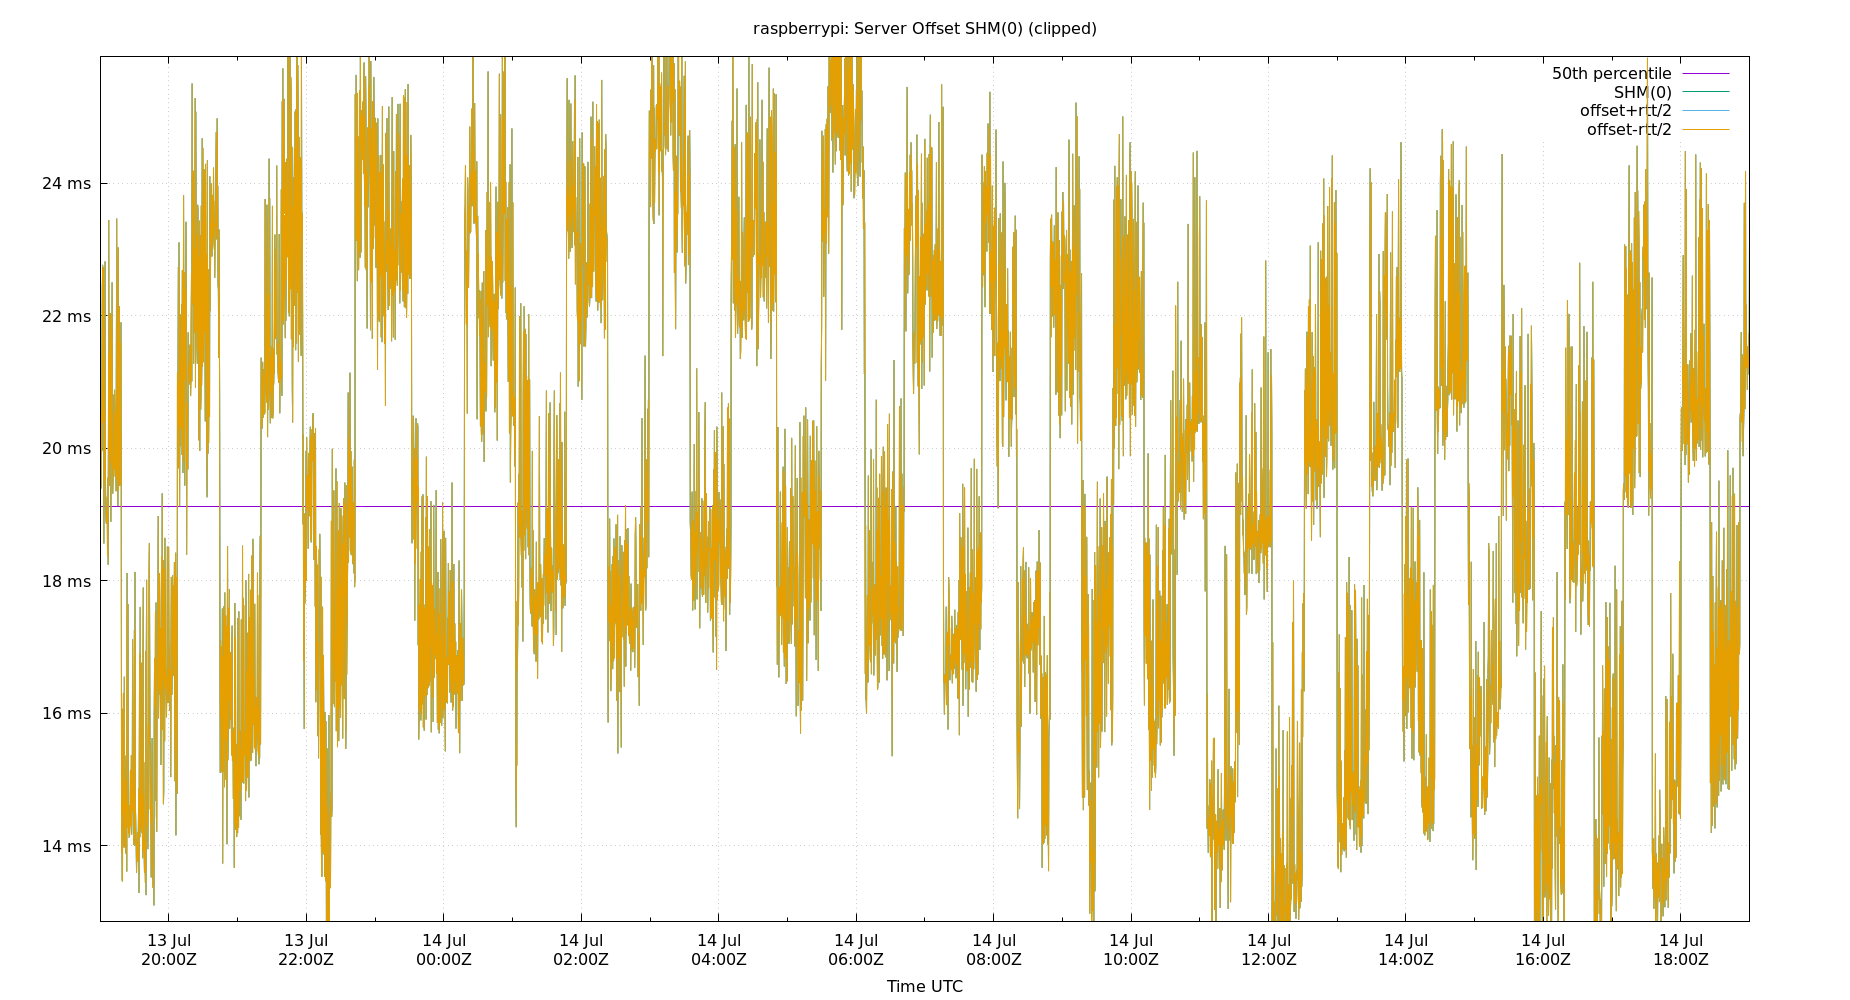 raspberrypi: Server Offset SHM(0) (clipped)
50th percentile
SHM(0)
offset+rtt/2
offset-rtt/2
24 ms
22 ms
20 ms
18 ms
16 ms
14 ms
13 Jul 13 Jul 14 Jul 14 Jul 14 Jul 14 Jul 14 Jul 14 Jul 14 Jul 14 Jul 14 Jul 14 Jul
20:00Z 22:00Z 00:00Z 02:00Z 04:00Z 06:00Z 08:00Z 10:00Z 12:00Z 14:00Z 16:00Z 18:00Z
Time UTC